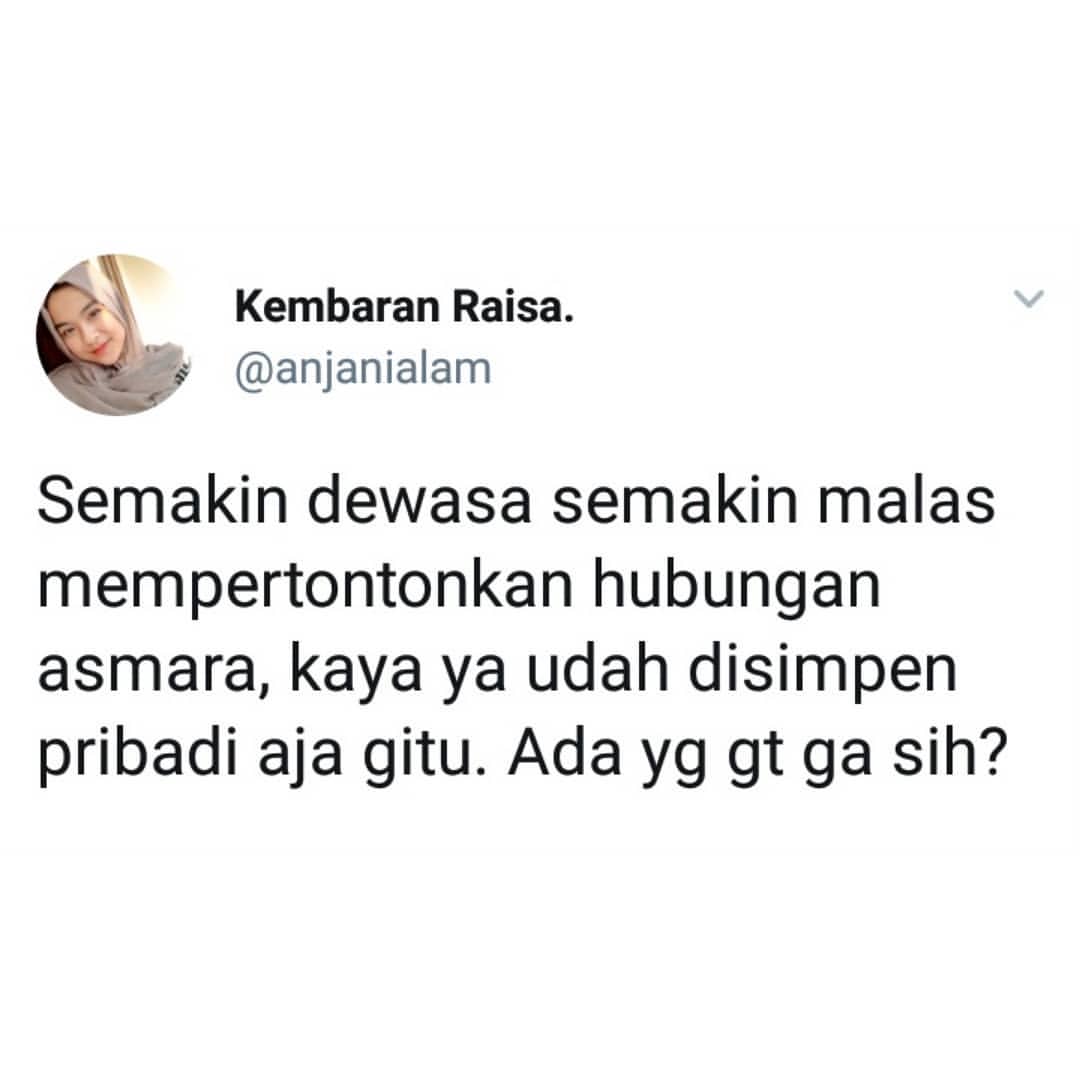 Kembaran Raisa.
@anjanialam
Semakin dewasa semakin malas
mempertontonkan hubungan
asmara, kaya ya udah disimpen
pribadi aja gitu. Ada yg gt ga sih?